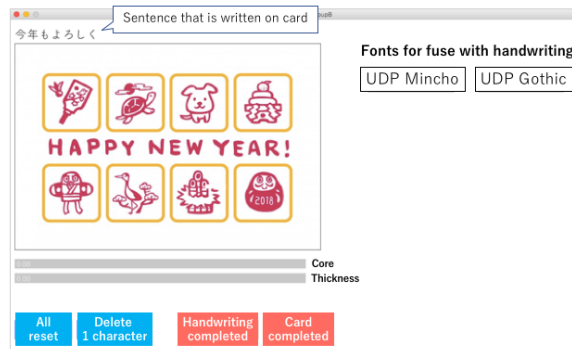 Sentence that is written on card
今年もよろしく
Fonts for fuse with handwriting
UDP Mincho
UDP Gothic
HAPPY NEW YEAR!
2018
Core
Thickness
All
reset
Delete
1 character
Handwriting
completed
Card
completed